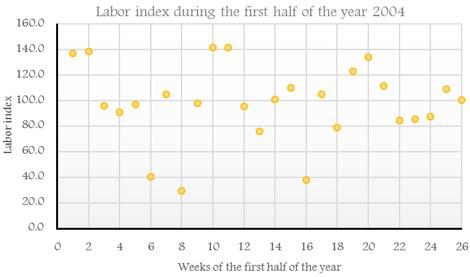 Labor index during the first half of the year 2004
160.0
140.0
120.0
100.0
80.0
60.0
40.0
20.0
0.0
Labor index
0 2 4 6 8 10 12 14 16 18 20 22 24 26
Weeks of the first half of the year